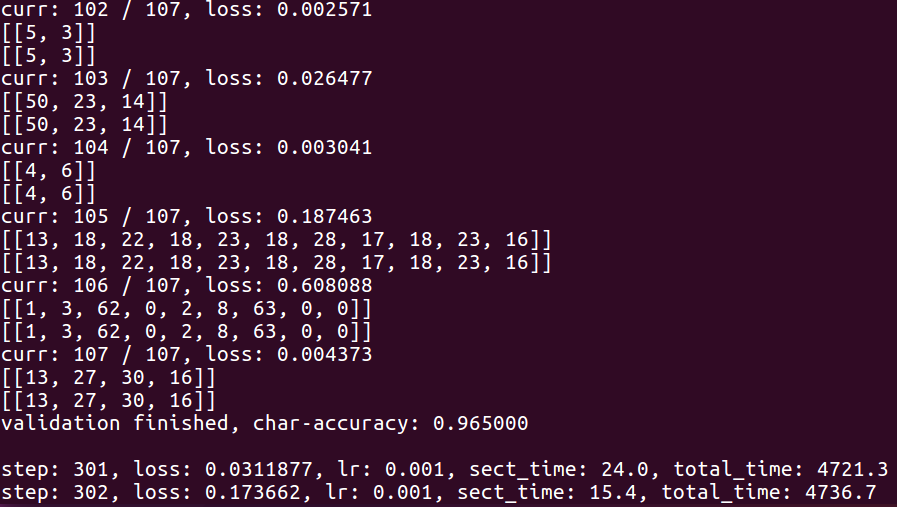 curr: 102 / 107, loss: 0.002571
[[5, 3]]
[[5, 3]]
curr: 103 / 107, loss: 0.026477
[[50, 23, 14]]
[[50, 23, 14]]
curr: 104 / 107, loss: 0.003041
[[4, 6]]
[[4, 6]]
curr: 105 / 107, loss: 0.187463
[[13, 18, 22, 18, 23, 18, 28, 17, 18, 23, 16]]
[[13, 18, 22, 18, 23, 18, 28, 17, 18, 23, 16]]
curr: 106 / 107, loss: 0.608088
[[1, 3, 62, 0, 2, 8, 63, 0, 0]]
[[1, 3, 62, 0, 2, 8, 63, 0, 0]]
curr: 107 / 107, loss: 0.004373
[[13, 27, 30, 16]]
[[13, 27, 30, 16]]
validation finished, char-accuracy: 0.965000
step: 301, loss: 0.0311877, lr: 0.001, sect_time: 24.0, total_time: 4721.3
step: 302, loss: 0.173662, lr: 0.001, sect_time: 15.4, total_time: 4736.7